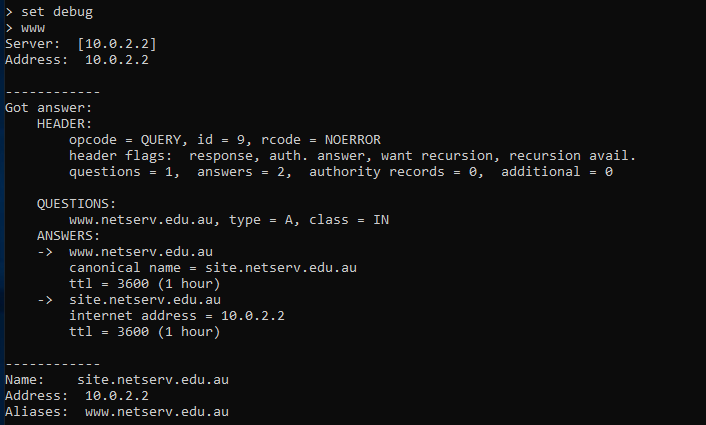 > set debug
> www
Server:  [10.0.2.2]
Address:  10.0.2.2

------------
Got answer:
    HEADER:
        opcode = QUERY, id = 9, rcode = NOERROR
        header flags:  response, auth. answer, want recursion, recursion avail.
        questions = 1,  answers = 2,  authority records = 0,  additional = 0

    QUESTIONS:
        www.netserv.edu.au, type = A, class = IN
    ANSWERS:
    ->  www.netserv.edu.au
        canonical name = site.netserv.edu.au
        ttl = 3600 (1 hour)
    ->  site.netserv.edu.au
        internet address = 10.0.2.2
        ttl = 3600 (1 hour)

------------
Name:    site.netserv.edu.au
Address:  10.0.2.2
Aliases:  www.netserv.edu.au